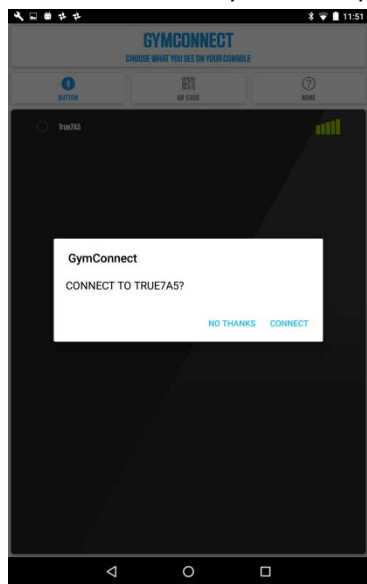 11:51
GYMCONNECT
CHOOSE WHAT YOU SEE ON YOUR CONSOLE
BUTTON
QR CODE
NONE
True7A5
GymConnect
CONNECT TO TRUE7A5?
NO THANKS CONNECT